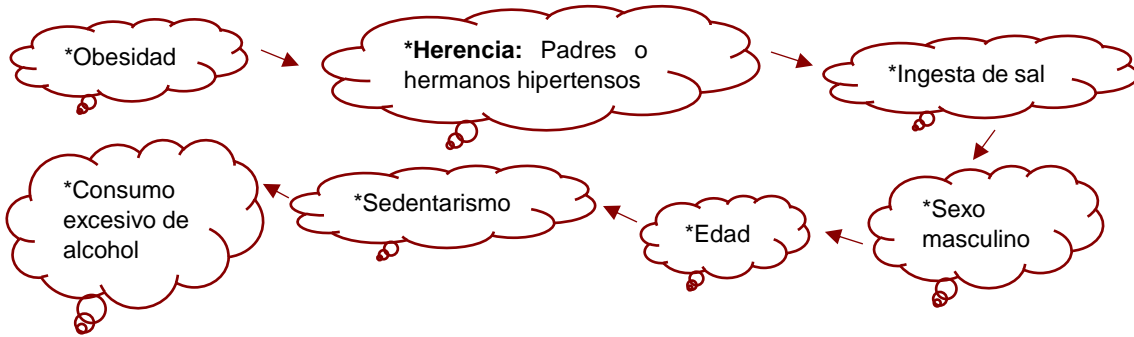 *Obesidad
*Herencia: Padres o
hermanos hipertensos
*Ingesta de sal
*Sexo
masculino
*Edad
*Sedentarismo
*Consumo
excesivo de
alcohol